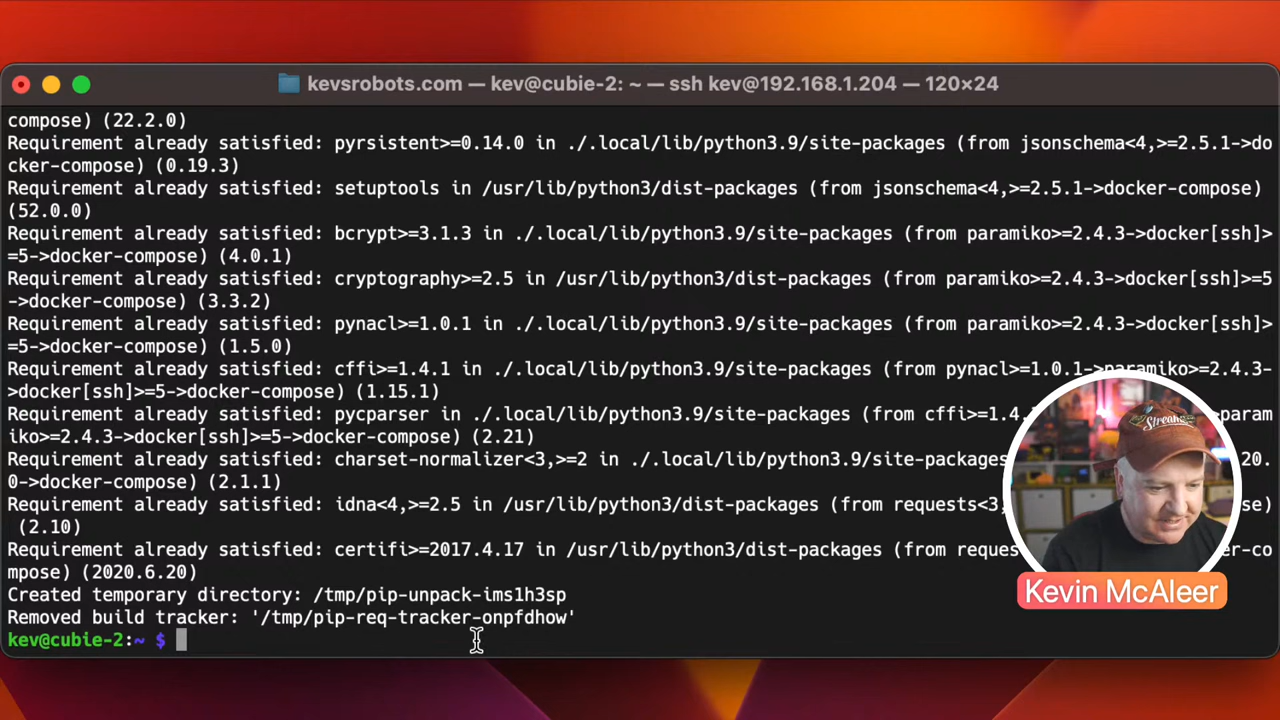 kevsrobots.com — kev@cubie-2: ~ — ssh kev@192.168.1.204 — 120×24
compose) (22.2.0)
Requirement already satisfied: pyrsistent>=0.14.0 in ./.local/lib/python3.9/site-packages (from jsonschema<4,>=2.5.1->do
cker-compose) (0.19.3)
Requirement already satisfied: setuptools in /usr/lib/python3/dist-packages (from jsonschema<4,>=2.5.1->docker-compose)
(52.0.0)
Requirement already satisfied: bcrypt>=3.1.3 in ./.local/lib/python3.9/site-packages (from paramiko>=2.4.3->docker[ssh]>
=5->docker-compose) (4.0.1)
Requirement already satisfied: cryptography>=2.5 in /usr/lib/python3/dist-packages (from paramiko>=2.4.3->docker[ssh]>=5
->docker-compose) (3.3.2)
Requirement already satisfied: pynacl>=1.0.1 in ./.local/lib/python3.9/site-packages (from paramiko>=2.4.3->docker[ssh]>
=5->docker-compose) (1.5.0)
Requirement already satisfied: cffi>=1.4.1 in ./.local/lib/python3.9/site-packages (from pynacl>=1.0.1->paramiko>=2.4.3-
>docker[ssh]>=5->docker-compose) (1.15.1)
Requirement already satisfied: pycparser in ./.local/lib/python3.9/site-packages (from cffi>=1.4. >param
iko>=2.4.3->docker[ssh]>=5->docker-compose) (2.21)
Requirement already satisfied: charset-normalizer<3,>=2 in ./.local/lib/python3.9/site-packages 20.
0->docker-compose) (2.1.1)
Requirement already satisfied: idna<4,>=2.5 in /usr/lib/python3/dist-packages (from requests<3, se)
(2.10)
Requirement already satisfied: certifi>=2017.4.17 in /usr/lib/python3/dist-packages (from reques er-co
mpose) (2020.6.20)
Created temporary directory: /tmp/pip-unpack-ims1h3sp
Removed build tracker: '/tmp/pip-req-tracker-onpfdhow'
kev@cubie-2:~ $
Kevin McAleer